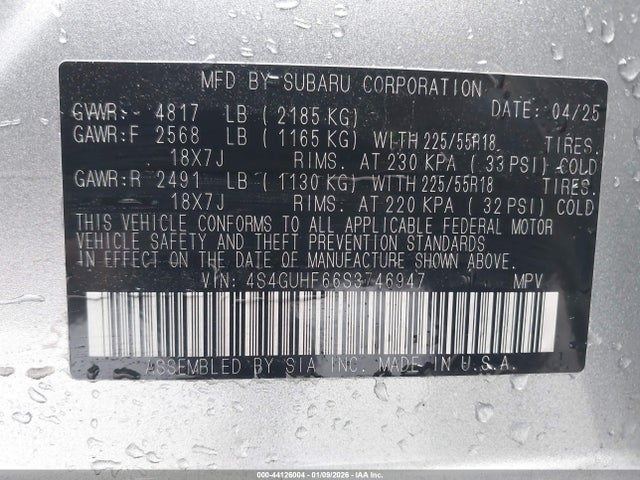 MFD BY SUBARU CORPORATION
GVWR: 4817 LB ( 2185 KG) DATE: 04/25
GAWR:F 2568 LB ( 1165 KG) WITH 225/55R18 TIRES.
18X7J RIMS. AT 230 KPA ( 33 PSI) COLD
GAWR:R 2491 LB ( 1130 KG) WITH 225/55R18 TIRES.
18X7J RIMS. AT 220 KPA ( 32 PSI) COLD
THIS VEHICLE CONFORMS TO ALL APPLICABLE FEDERAL MOTOR
VEHICLE SAFETY AND THEFT PREVENTION STANDARDS
IN EFFECT ON THE DATE OF MANUFACTURE SHOWN ABOVE.
VIN: 4S4GUHF66S3746947 MPV
ASSEMBLED BY SIA INC. MADE IN U.S.A.
000-44126004 - 01/09/2026 - IAAI.COM